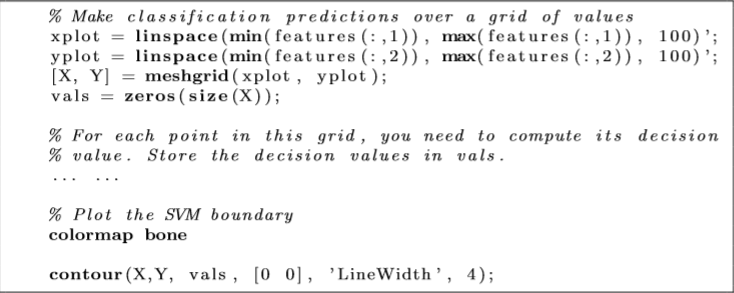 % Make classification predictions over a grid of values
xplot = linspace(min(features(:,1)), max(features(:,1)), 100)';
yplot = linspace(min(features(:,2)), max(features(:,2)), 100)';
[X, Y] = meshgrid(xplot, yplot);
vals = zeros(size(X));

% For each point in this grid, you need to compute its decision
% value. Store the decision values in vals.
... ...

% Plot the SVM boundary
colormap bone

contour(X,Y, vals, [0 0], 'LineWidth', 4);